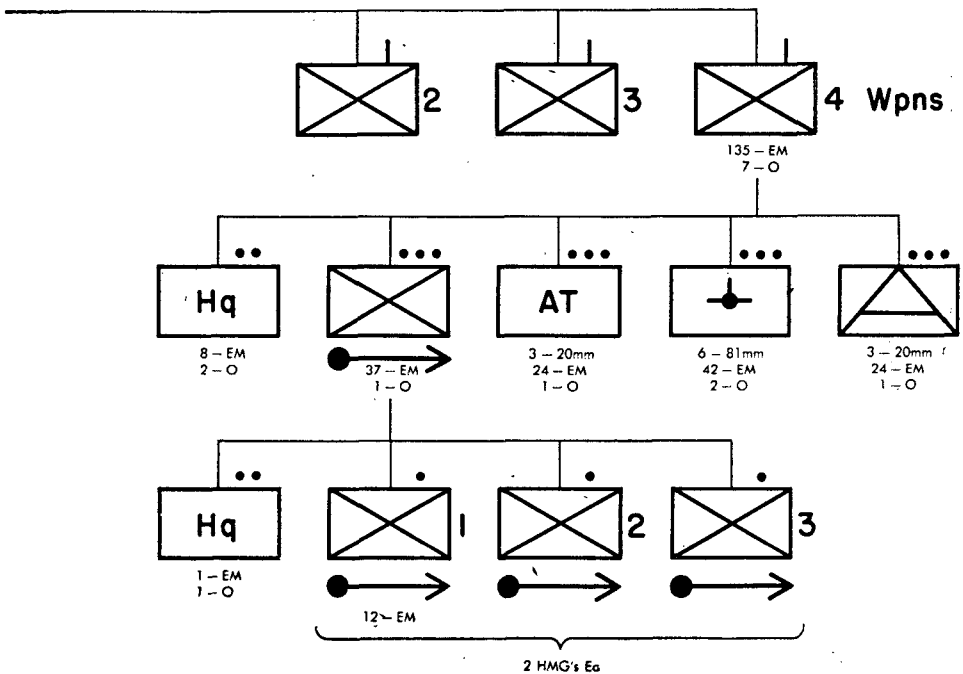 2
3
4 Wpns
135 – EM
7 – O
Hq
AT
8 – EM
2 – O
37 – EM
1 – O
3 – 20mm
24 – EM
1 – O
6 – 81mm
42 – EM
2 – O
3 – 20mm
24 – EM
1 – O
Hq
1
2
3
1 – EM
1 – O
12 – EM
2 HMG's Ea